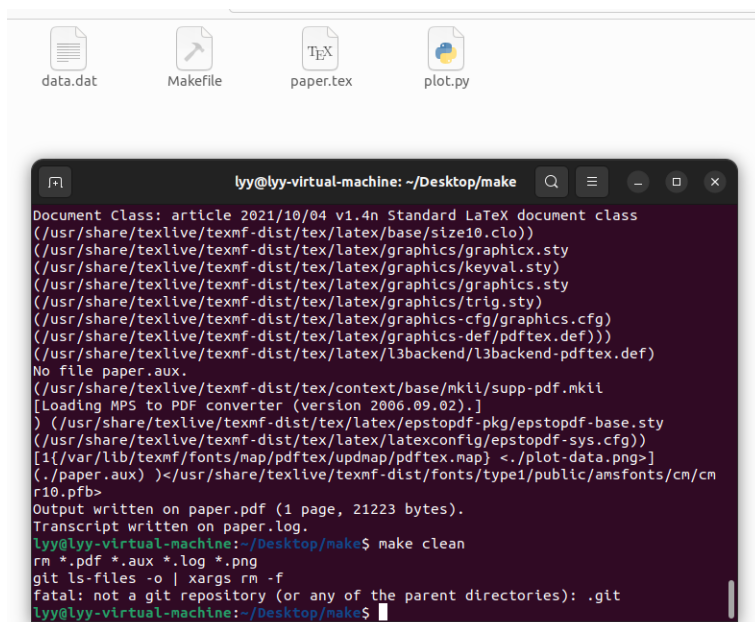 data.dat
Makefile
TEX
paper.tex
plot.py
lyy@lyy-virtual-machine: ~/Desktop/make
Document Class: article 2021/10/04 v1.4n Standard LaTeX document class
(/usr/share/texlive/texmf-dist/tex/latex/base/size10.clo))
(/usr/share/texlive/texmf-dist/tex/latex/graphics/graphicx.sty
(/usr/share/texlive/texmf-dist/tex/latex/graphics/keyval.sty)
(/usr/share/texlive/texmf-dist/tex/latex/graphics/graphics.sty
(/usr/share/texlive/texmf-dist/tex/latex/graphics/trig.sty)
(/usr/share/texlive/texmf-dist/tex/latex/graphics-cfg/graphics.cfg)
(/usr/share/texlive/texmf-dist/tex/latex/graphics-def/pdftex.def)))
(/usr/share/texlive/texmf-dist/tex/latex/l3backend/l3backend-pdftex.def)
No file paper.aux.
(/usr/share/texlive/texmf-dist/tex/context/base/mkii/supp-pdf.mkii
[Loading MPS to PDF converter (version 2006.09.02).]
) (/usr/share/texlive/texmf-dist/tex/latex/epstopdf-pkg/epstopdf-base.sty
(/usr/share/texlive/texmf-dist/tex/latex/latexconfig/epstopdf-sys.cfg))
[1{/var/lib/texmf/fonts/map/pdftex/updmap/pdftex.map} <./plot-data.png>]
(./paper.aux) )</usr/share/texlive/texmf-dist/fonts/type1/public/amsfonts/cm/cm
r10.pfb>
Output written on paper.pdf (1 page, 21223 bytes).
Transcript written on paper.log.
lyy@lyy-virtual-machine:~/Desktop/make$ make clean
rm *.pdf *.aux *.log *.png
git ls-files -o | xargs rm -f
fatal: not a git repository (or any of the parent directories): .git
lyy@lyy-virtual-machine:~/Desktop/make$